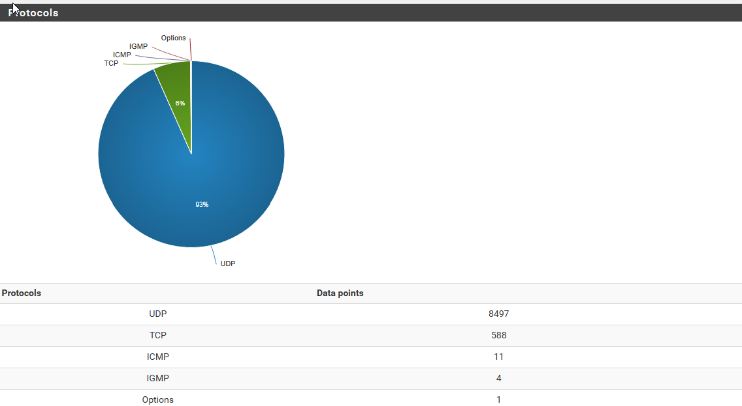 Protocols
Options
IGMP
ICMP
TCP
6%
93%
UDP
Protocols Data points
UDP 8497
TCP 588
ICMP 11
IGMP 4
Options 1